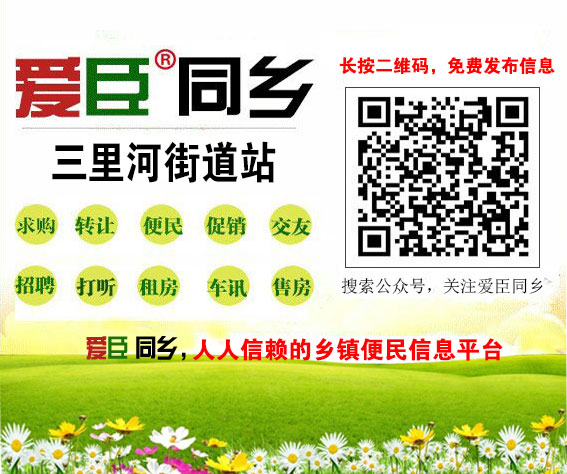 爱臣®同乡
三里河街道站
求购 转让 便民 促销 交友
招聘 打听 租房 车讯 售房
长按二维码，免费发布信息
搜索公众号，关注爱臣同乡
爱臣同乡，人人信赖的乡镇便民信息平台